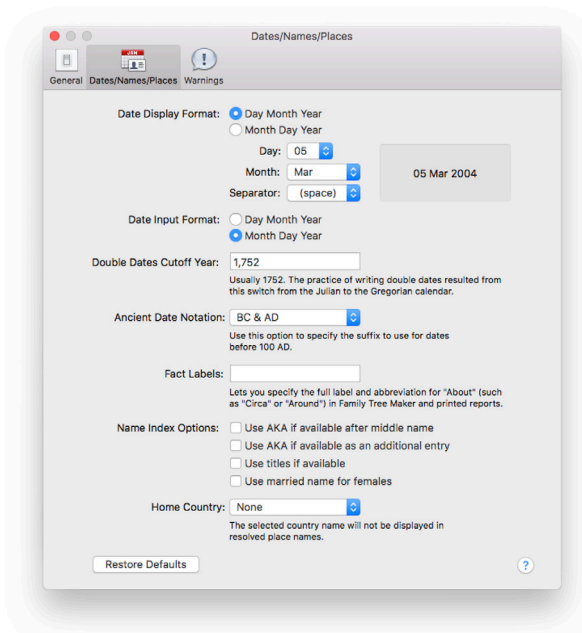 Dates/Names/Places
JAN
General Dates/Names/Places Warnings
Date Display Format: Day Month Year
Month Day Year
Day: 05
Month: Mar
05 Mar 2004
Separator: (space)
Date Input Format: Day Month Year
Month Day Year
Double Dates Cutoff Year: 1,752
Usually 1752. The practice of writing double dates resulted from
this switch from the Julian to the Gregorian calendar.
Ancient Date Notation: BC & AD
Use this option to specify the suffix to use for dates
before 100 AD.
Fact Labels:
Lets you specify the full label and abbreviation for "About" (such
as "Circa" or "Around") in Family Tree Maker and printed reports.
Name Index Options: Use AKA if available after middle name
Use AKA if available as an additional entry
Use titles if available
Use married name for females
Home Country: None
The selected country name will not be displayed in
resolved place names.
Restore Defaults ?